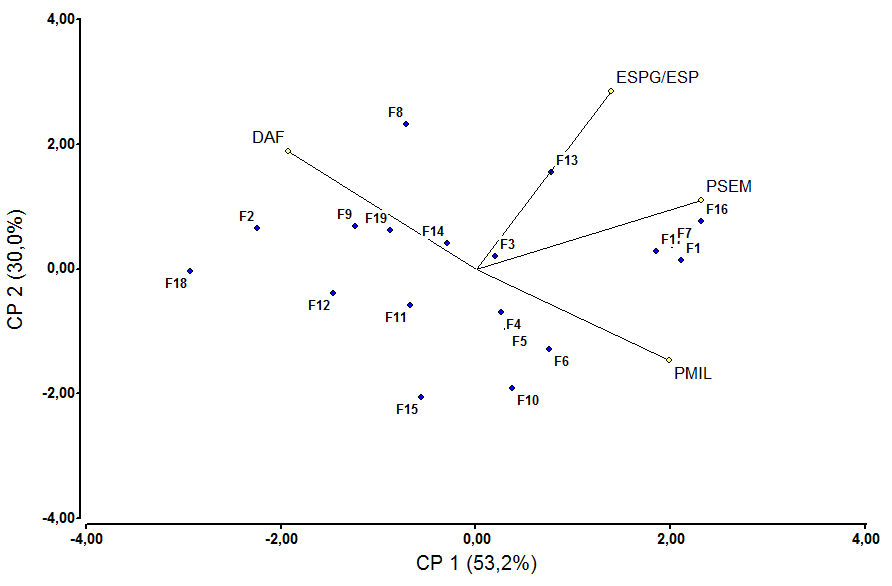 4,00
ESPG/ESP
F8
DAF
2,00
F13
PSEM
F2
F9
F19
F16
F14
F7
F3
F1
0,00
F18
F12
F11
F4
F5
F6
PMIL
-2,00
F15
F10
-4,00
-4,00
-2,00
0,00
2,00
4,00
CP 1 (53,2%)
CP 2 (30,0%)